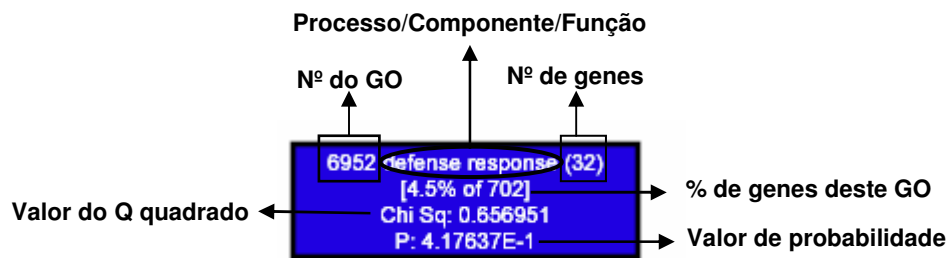 Processo/Componente/Função
Nº do GO
Nº de genes
6952 defense response (32)
[4.5% of 702]
% de genes deste GO
Valor do Q quadrado
Chi Sq: 0.656951
P: 4.17637E-1
Valor de probabilidade